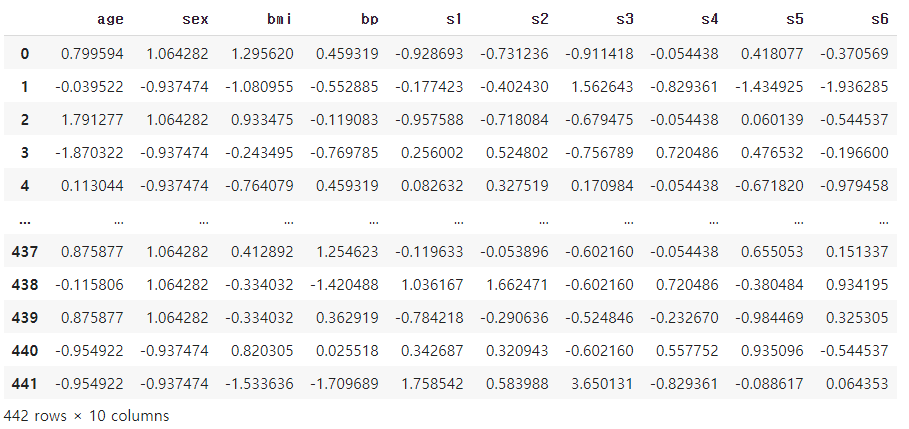 age sex bmi bp s1 s2 s3 s4 s5 s6
0 0.799594 1.064282 1.295620 0.459319 -0.928693 -0.731236 -0.911418 -0.054438 0.418077 -0.370569
1 -0.039522 -0.937474 -1.080955 -0.552885 -0.177423 -0.402430 1.562643 -0.829361 -1.434925 -1.936285
2 1.791277 1.064282 0.933475 -0.119083 -0.957588 -0.718084 -0.679475 -0.054438 0.060139 -0.544537
3 -1.870322 -0.937474 -0.243495 -0.769785 0.256002 0.524802 -0.756789 0.720486 0.476532 -0.196600
4 0.113044 -0.937474 -0.764079 0.459319 0.082632 0.327519 0.170984 -0.054438 -0.671820 -0.979458
... ... ... ... ... ... ... ... ... ... ...
437 0.875877 1.064282 0.412892 1.254623 -0.119633 -0.053896 -0.602160 -0.054438 0.655053 0.151337
438 -0.115806 1.064282 -0.334032 -1.420488 1.036167 1.662471 -0.602160 0.720486 -0.380484 0.934195
439 0.875877 1.064282 -0.334032 0.362919 -0.784218 -0.290636 -0.524846 -0.232670 -0.984469 0.325305
440 -0.954922 -0.937474 0.820305 0.025518 0.342687 0.320943 -0.602160 0.557752 0.935096 -0.544537
441 -0.954922 -0.937474 -1.533636 -1.709689 1.758542 0.583988 3.650131 -0.829361 -0.088617 0.064353
442 rows × 10 columns